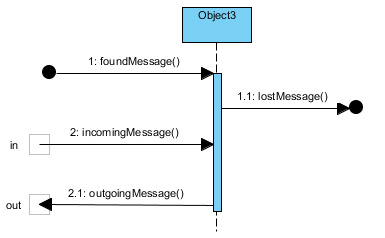 Object3
1: foundMessage()
1.1: lostMessage()
2: incomingMessage()
in
2.1: outgoingMessage()
out